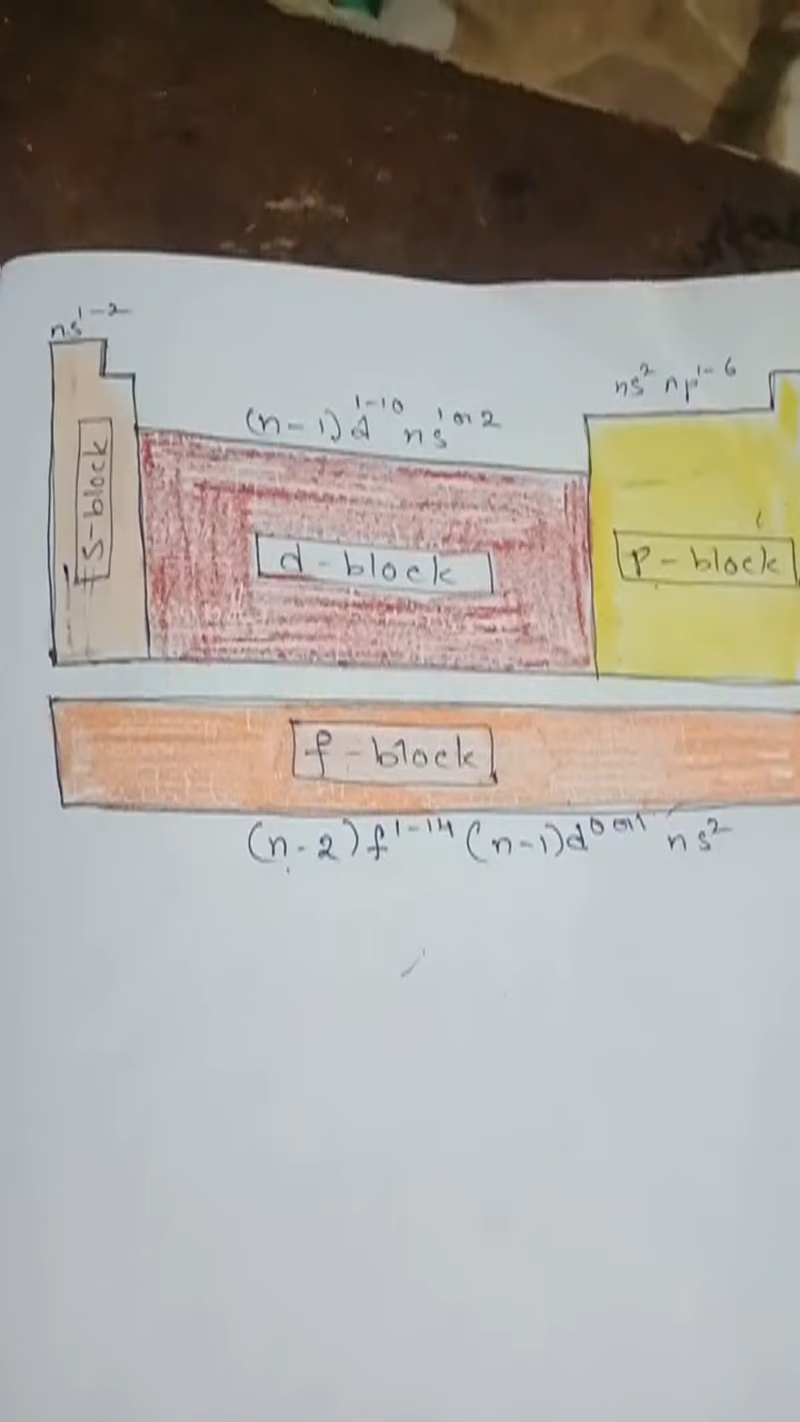 ns¹⁻²
(n-1)d¹⁻¹⁰ ns¹ ᵒʳ ²
ns² np¹⁻⁶
s-block
d-block
p-block
f-block
(n-2)f¹⁻¹⁴ (n-1)d⁰ ᵒʳ ¹ ns²